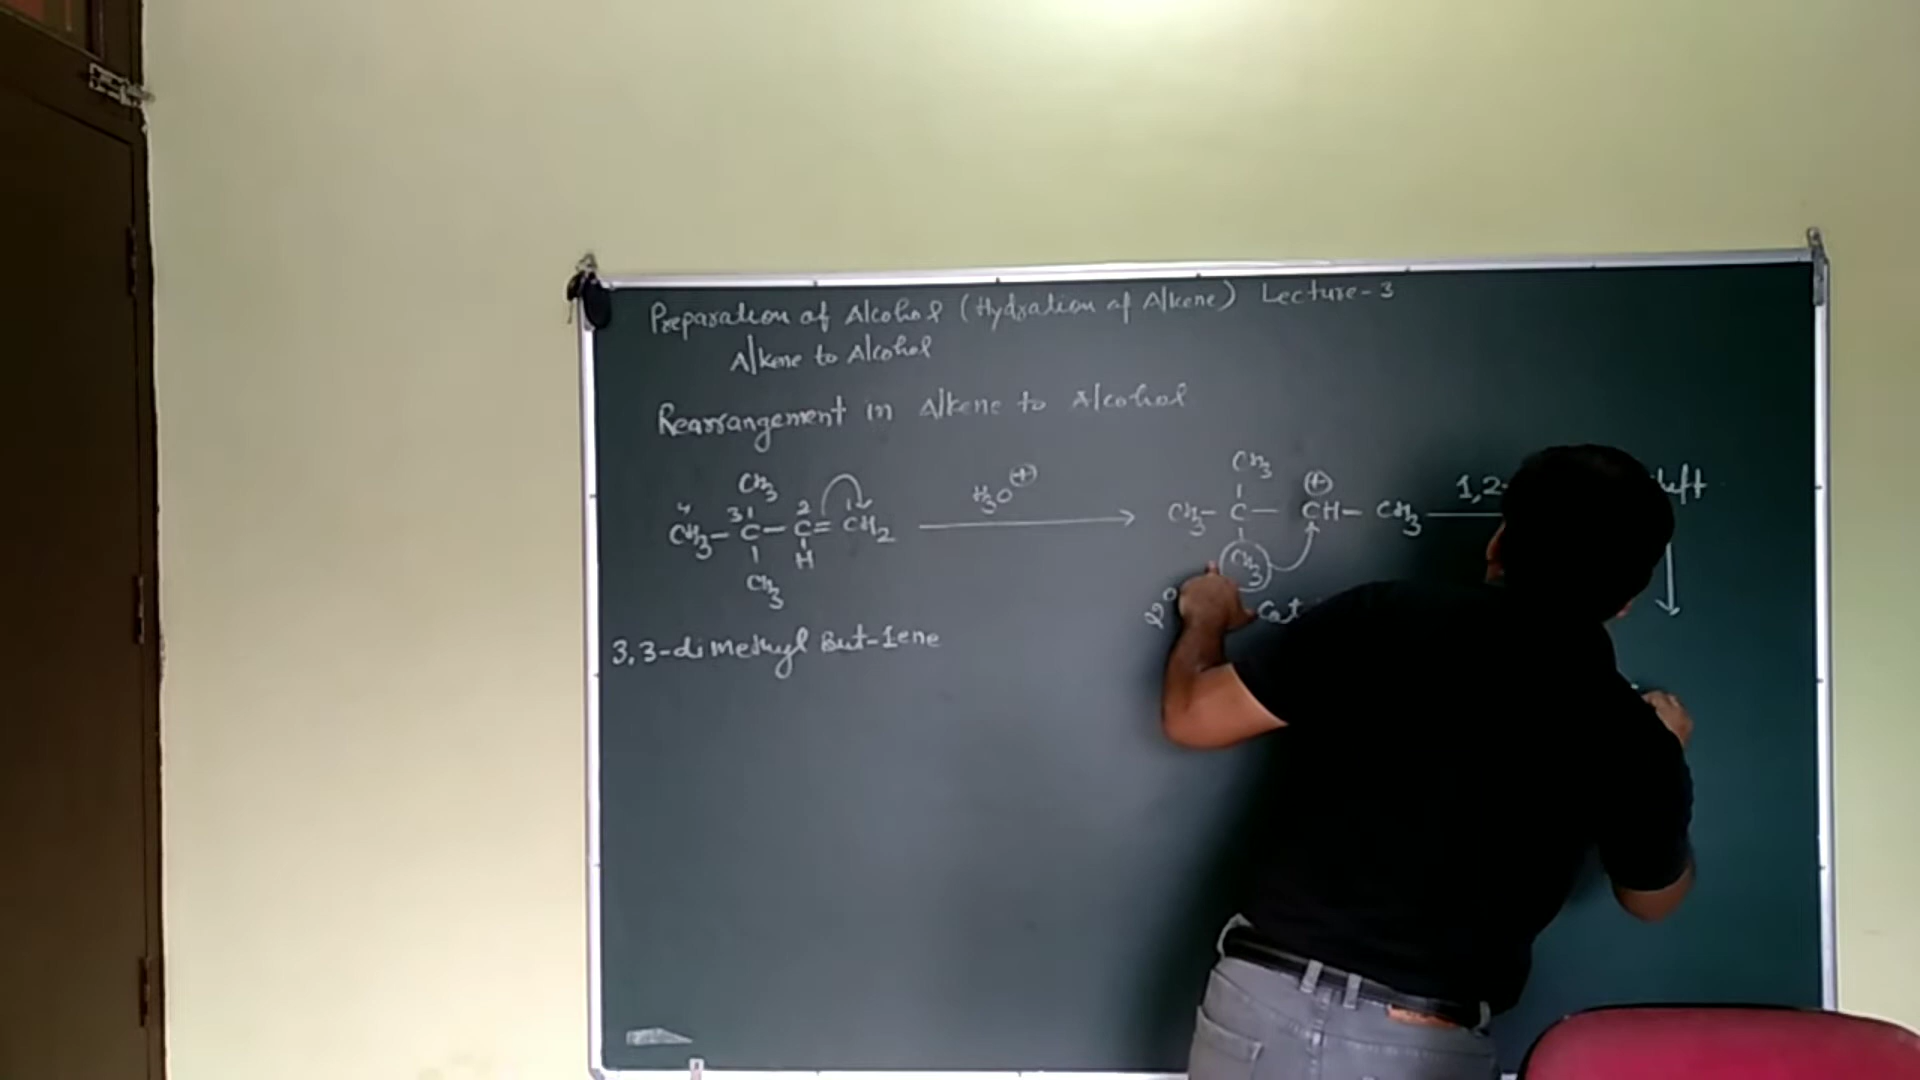 Preparation of Alcohol (Hydration of Alkene) Lecture-3
Alkene to Alcohol
Rearrangement in Alkene to Alcohol
CH3 CH3
4 3 2 1 H3O (+) (+) 1,2-
CH3-C-C=CH2 CH3-C-CH-CH3
H
CH3 CH3
2°
3,3-dimethyl But-1ene